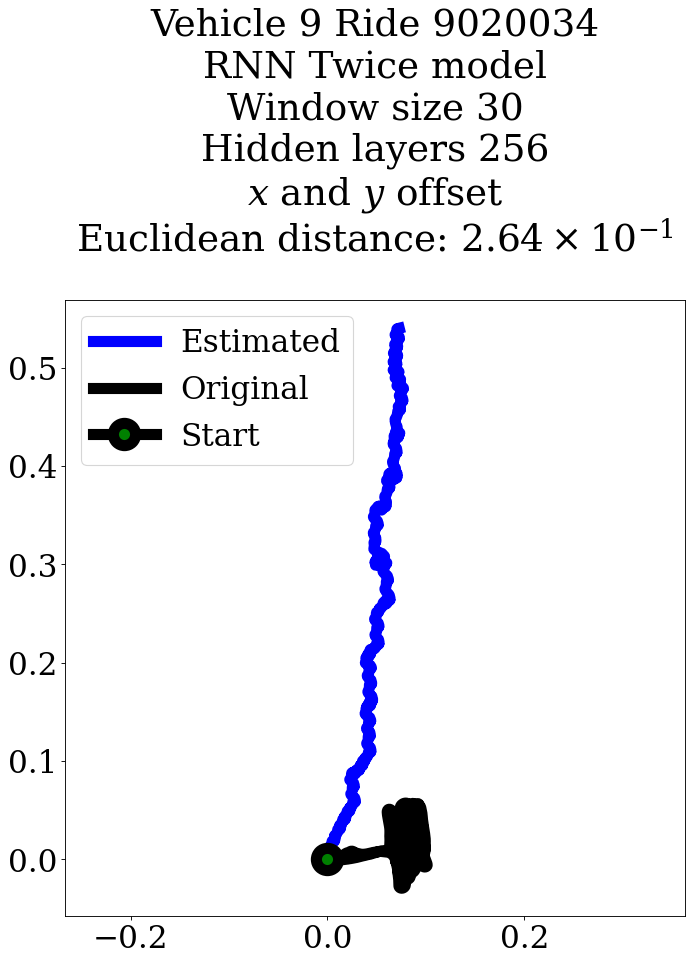 Vehicle 9 Ride 9020034
RNN Twice model
Window size 30
Hidden layers 256
x and y offset
Euclidean distance: 2.64 × 10⁻¹
Estimated
Original
Start
0.5
0.4
0.3
0.2
0.1
0.0
−0.2 0.0 0.2